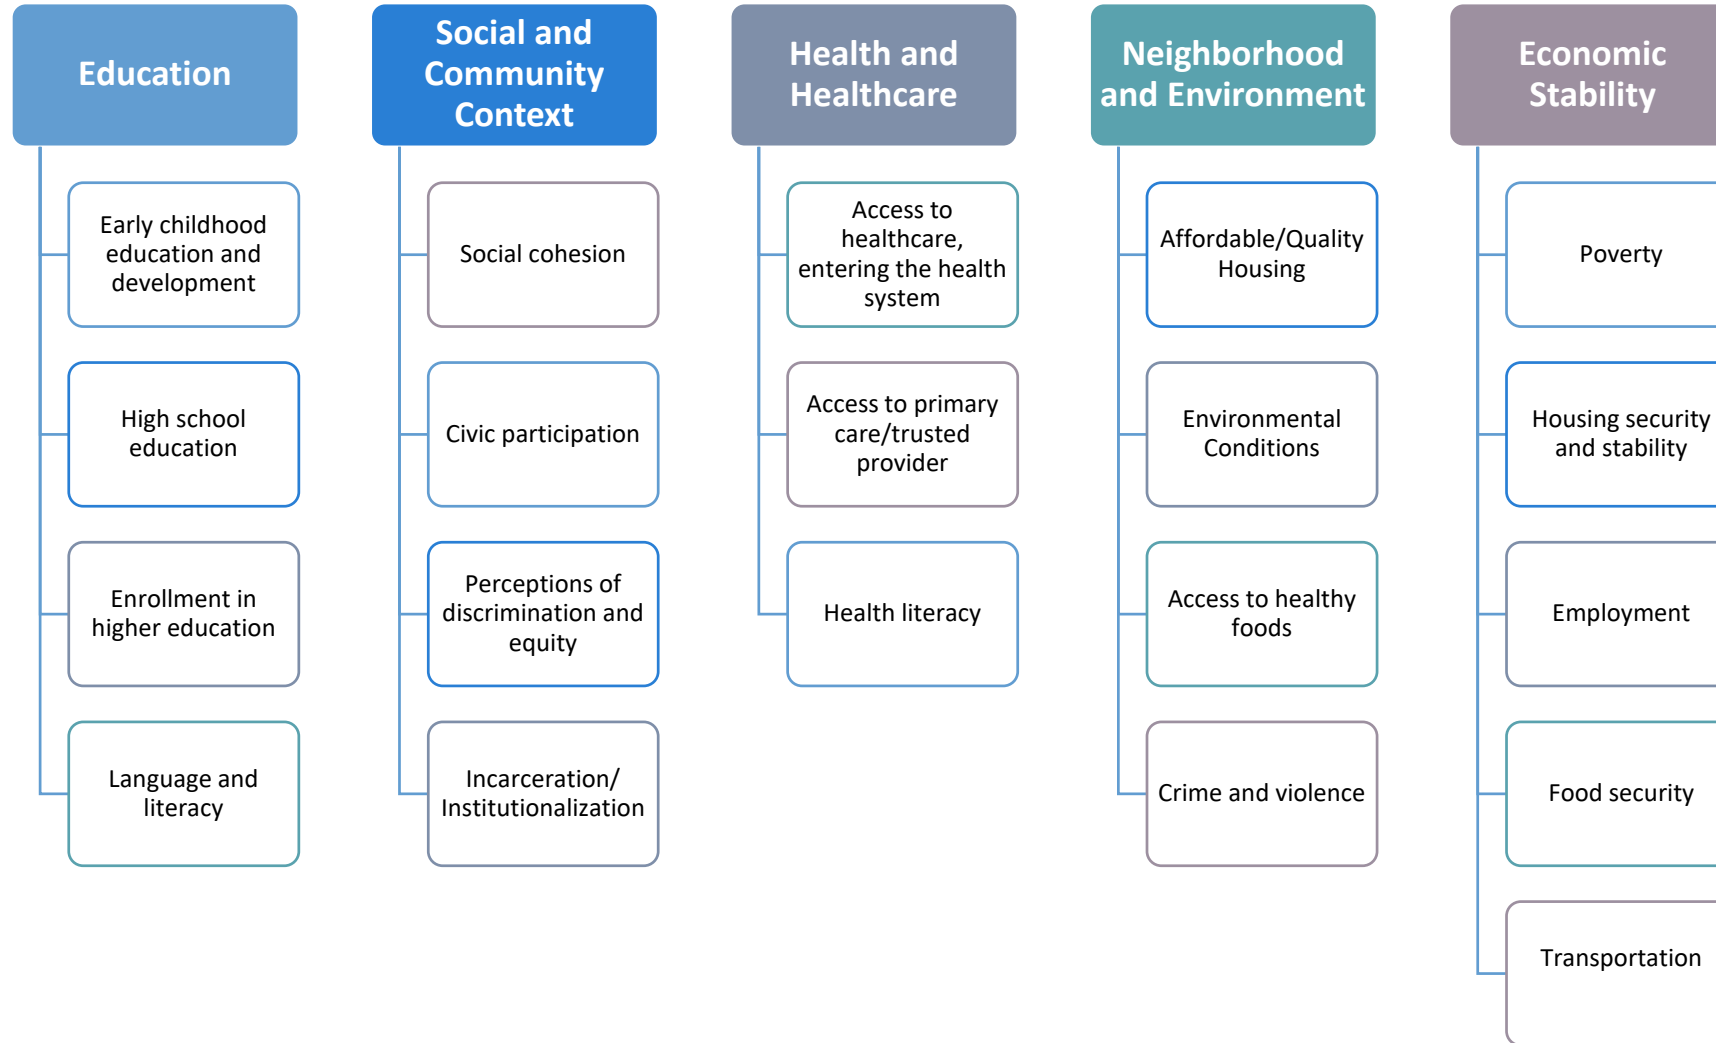 Education
Early childhood
education and
development
High school
education
Enrollment in
higher education
Language and
literacy
Social and
Community
Context
Social cohesion
Civic participation
Perceptions of
discrimination and
equity
Incarceration/
Institutionalization
Health and
Healthcare
Access to
healthcare,
entering the health
system
Access to primary
care/trusted
provider
Health literacy
Neighborhood
and Environment
Affordable/Quality
Housing
Environmental
Conditions
Access to healthy
foods
Crime and violence
Economic
Stability
Poverty
Housing security
and stability
Employment
Food security
Transportation